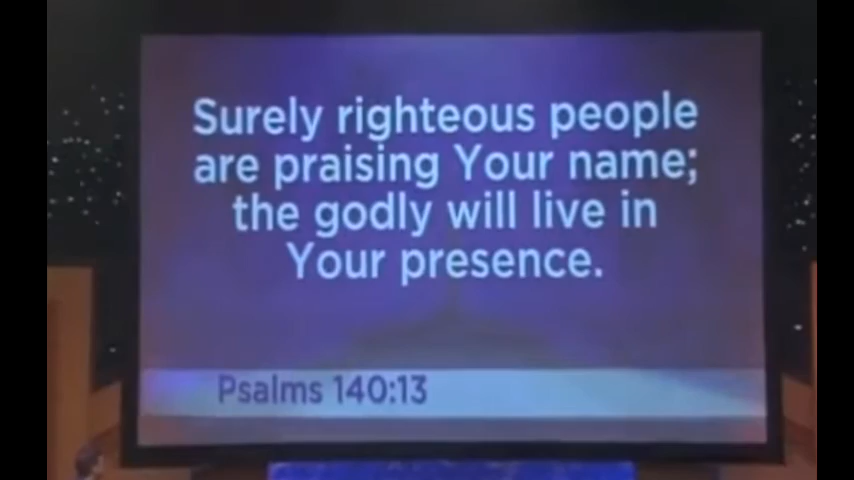 Surely righteous people
are praising Your name;
the godly will live in
Your presence.
Psalms 140:13